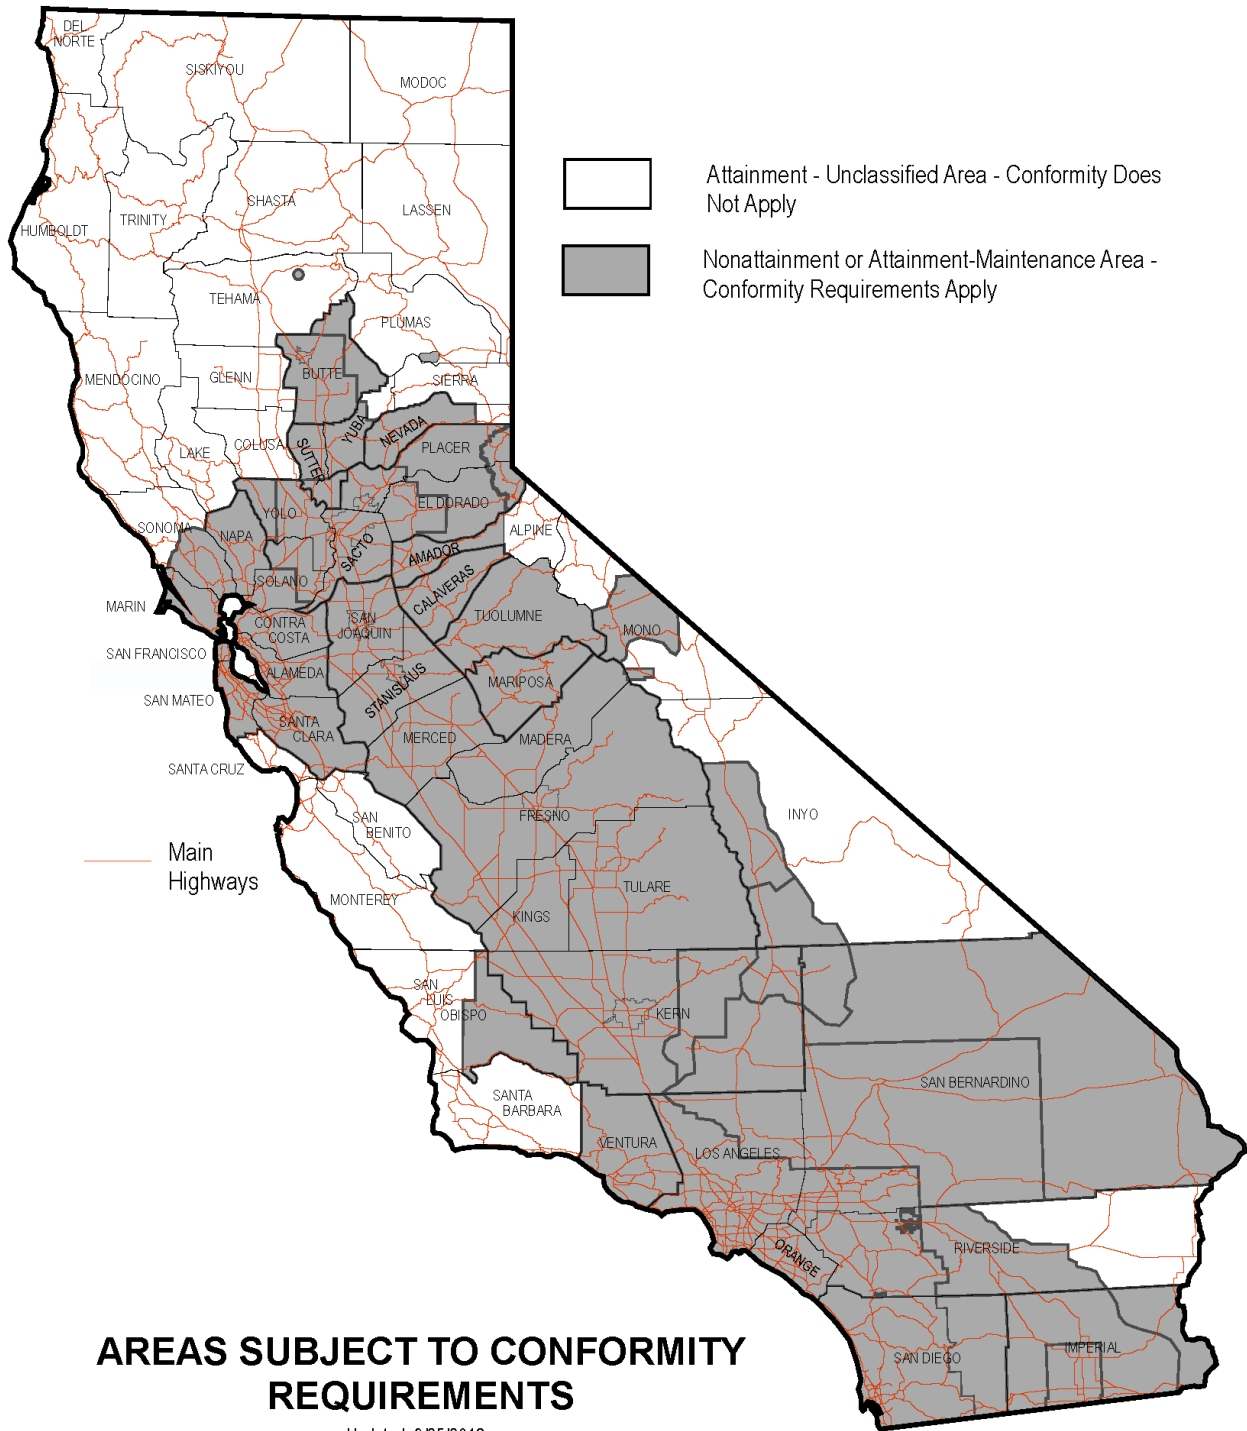 DEL
NORTE
SISKIYOU
MODOC
Attainment - Unclassified Area - Conformity Does
Not Apply
SHASTA
LASSEN
TRINITY
HUMBOLDT
Nonattainment or Attainment-Maintenance Area -
Conformity Requirements Apply
TEHAMA
PLUMAS
MENDOCINO
GLENN
BUTTE
SIERRA
YUBA
NEVADA
COLUSA
SUTTER
PLACER
LAKE
YOLO
EL DORADO
SONOMA
NAPA
ALPINE
SACTO
AMADOR
SOLANO
CALAVERAS
MARIN
TUOLUMNE
CONTRA
COSTA
SAN
JOAQUIN
MONO
SAN FRANCISCO
ALAMEDA
STANISLAUS
MARIPOSA
SAN MATEO
SANTA
CLARA
MERCED
MADERA
SANTA CRUZ
SAN
BENITO
FRESNO
INYO
Main
Highways
TULARE
MONTEREY
KINGS
SAN
LUIS
OBISPO
KERN
SAN BERNARDINO
SANTA
BARBARA
VENTURA
LOS ANGELES
ORANGE
RIVERSIDE
SAN DIEGO
IMPERIAL
AREAS SUBJECT TO CONFORMITY
REQUIREMENTS